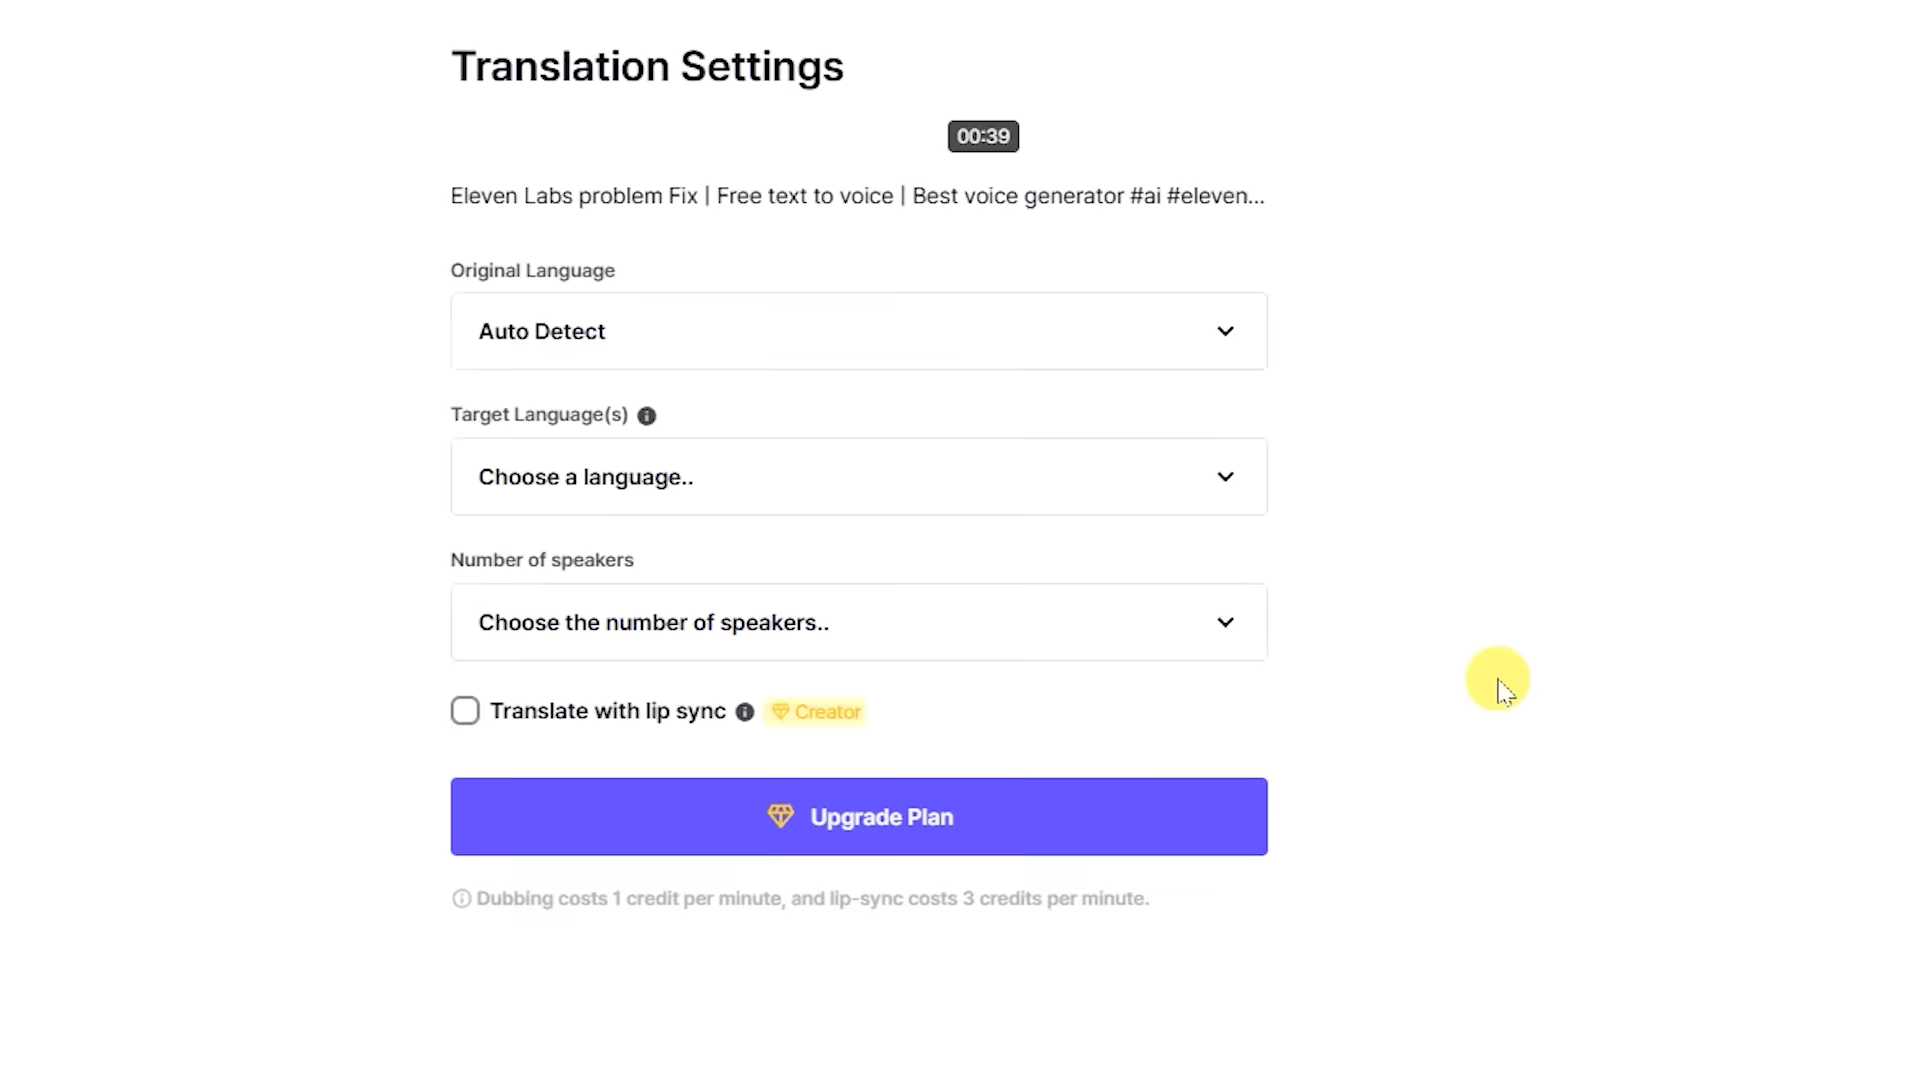 Translation Settings
00:39
Eleven Labs problem Fix | Free text to voice | Best voice generator #ai #eleven...
Original Language
Auto Detect
Target Language(s)
Choose a language..
Number of speakers
Choose the number of speakers..
Translate with lip sync Creator
Upgrade Plan
Dubbing costs 1 credit per minute, and lip-sync costs 3 credits per minute.